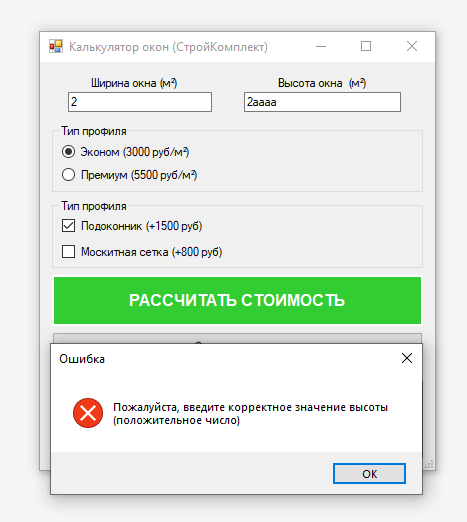 Калькулятор окон (СтройКомплект)
Ширина окна (м²) Высота окна (м²)
2 2аааа
Тип профиля
Эконом (3000 руб/м²)
Премиум (5500 руб/м²)
Тип профиля
Подоконник (+1500 руб)
Москитная сетка (+800 руб)
РАССЧИТАТЬ СТОИМОСТЬ
Ошибка
Пожалуйста, введите корректное значение высоты
(положительное число)
ОК